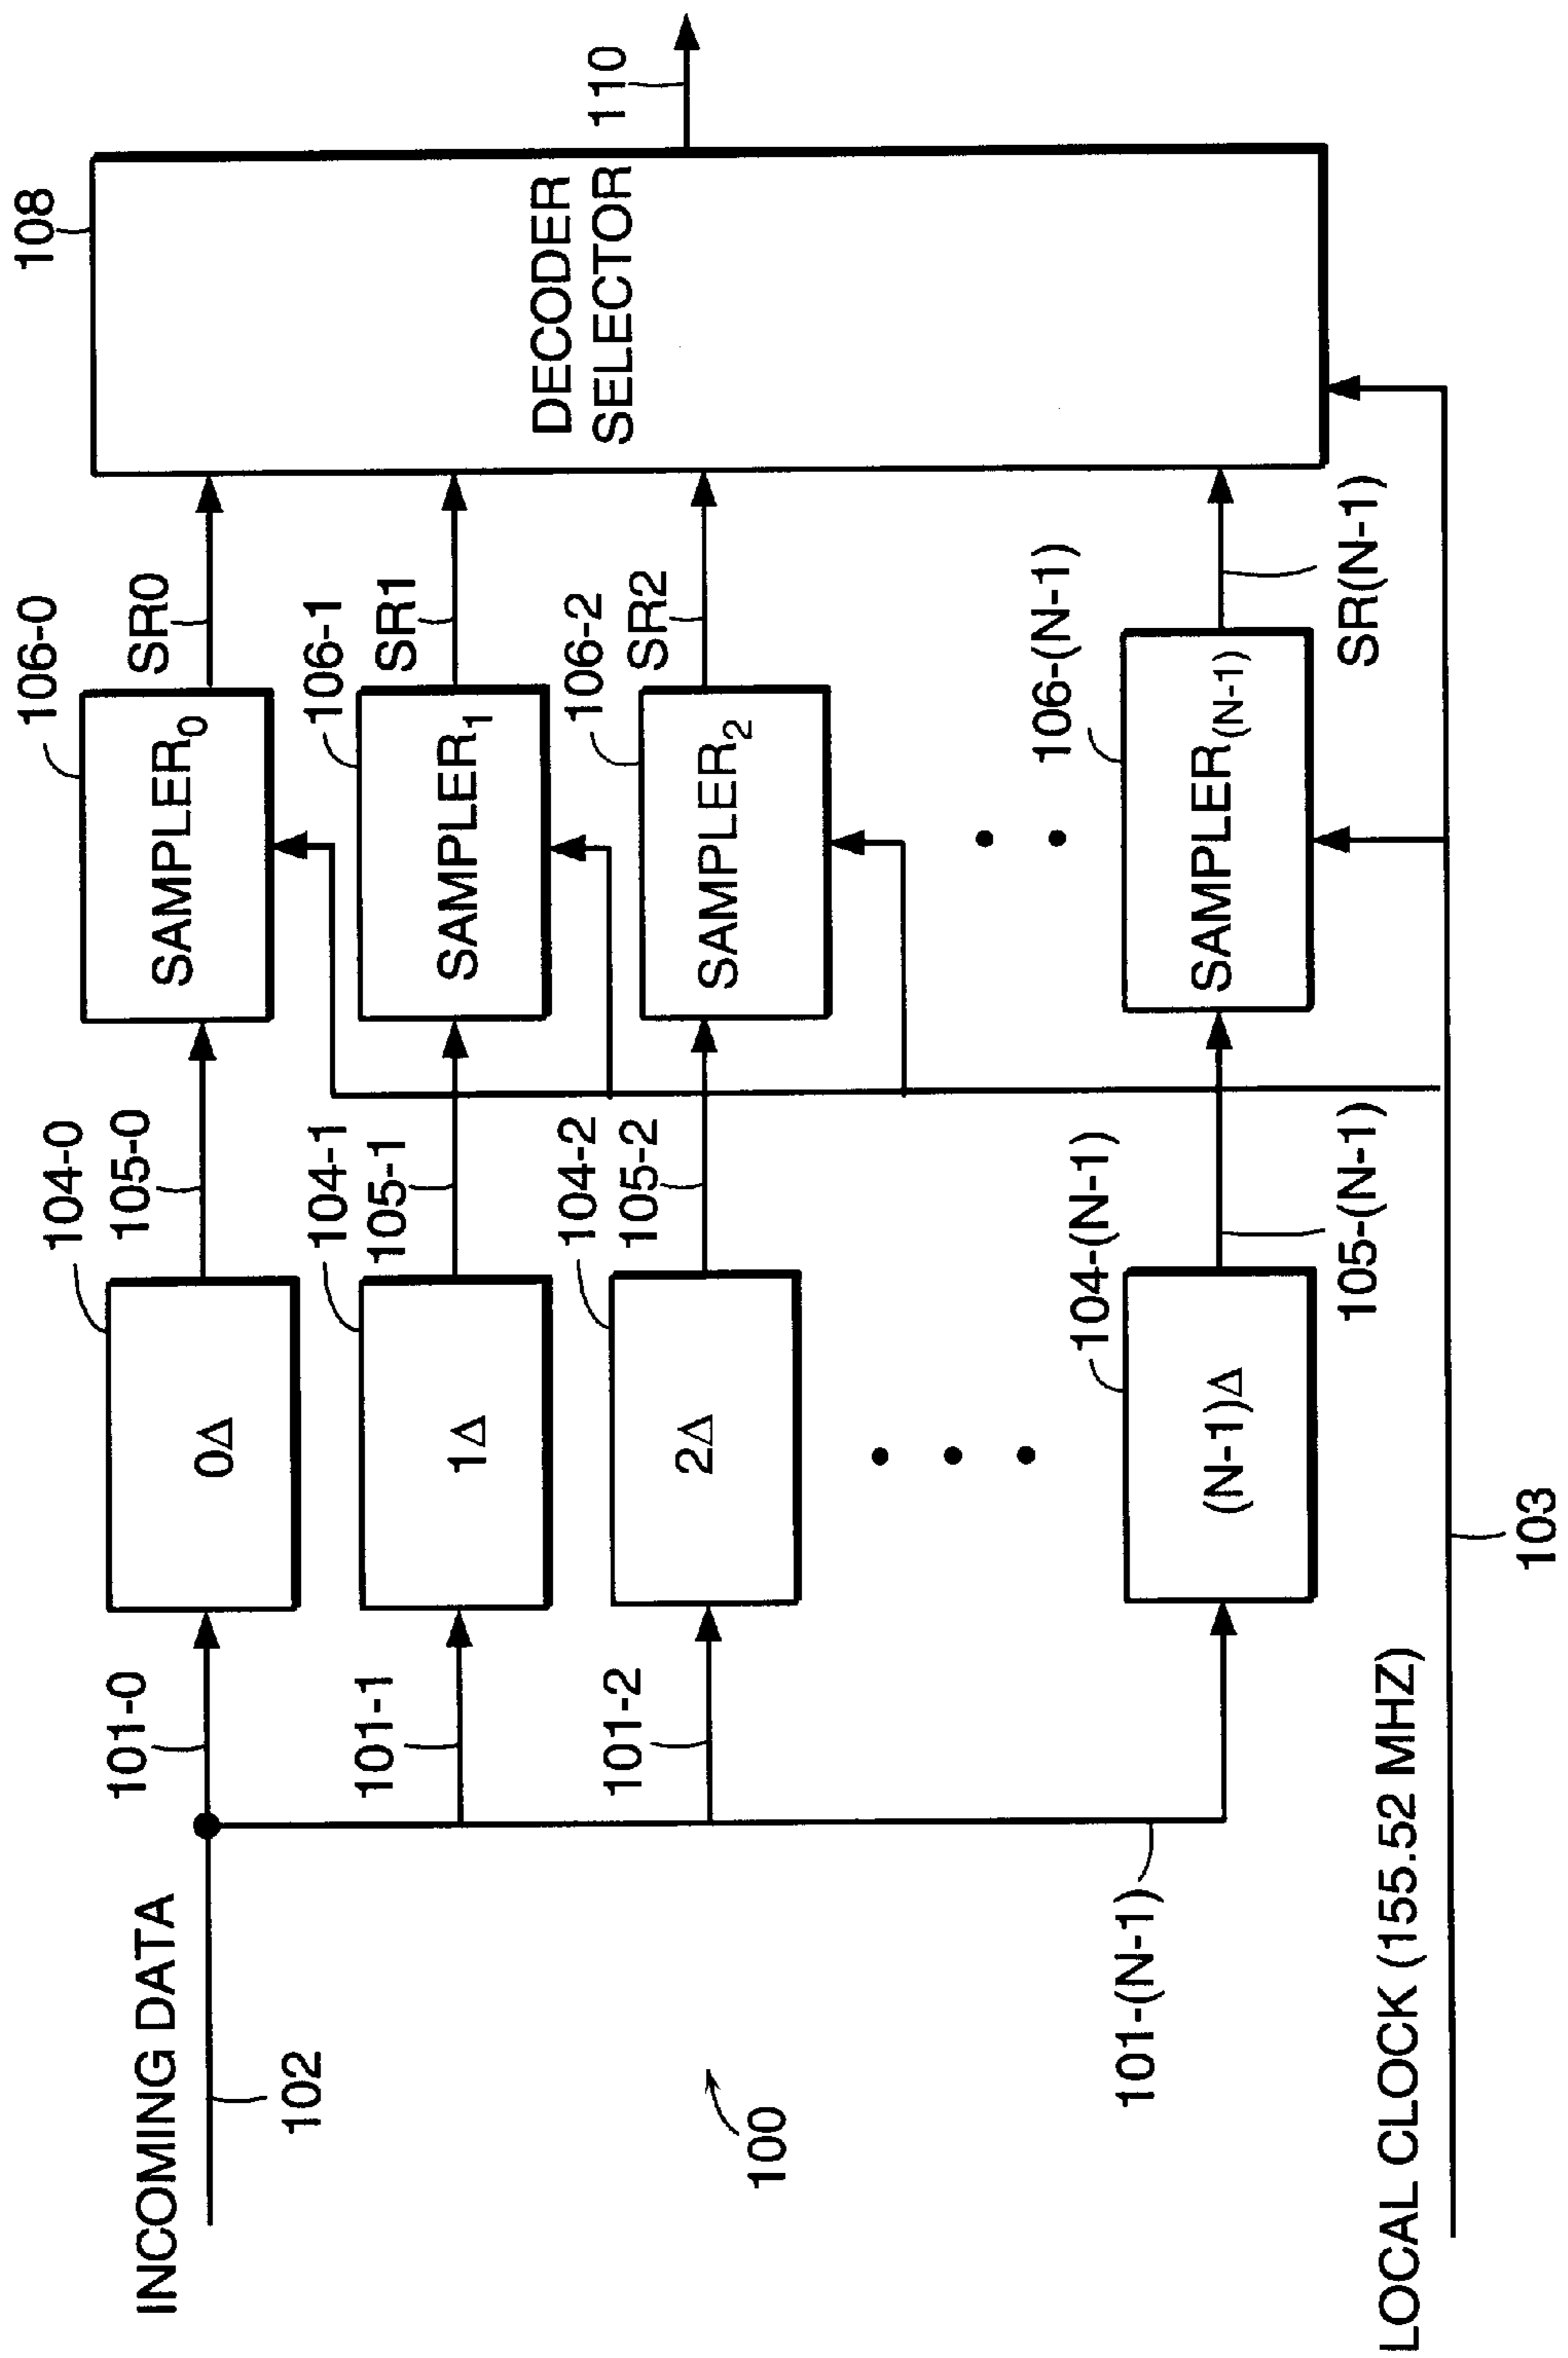 INCOMING DATA
102
101-0
104-0
0Δ
105-0
106-0
SAMPLER0
SR0
108
DECODER
SELECTOR
110
101-1
104-1
1Δ
105-1
106-1
SAMPLER1
SR1
101-2
104-2
2Δ
105-2
106-2
SAMPLER2
SR2
100
101-(N-1)
104-(N-1)
(N-1)Δ
105-(N-1)
106-(N-1)
SAMPLER(N-1)
SR(N-1)
LOCAL CLOCK (155.52 MHZ)
103